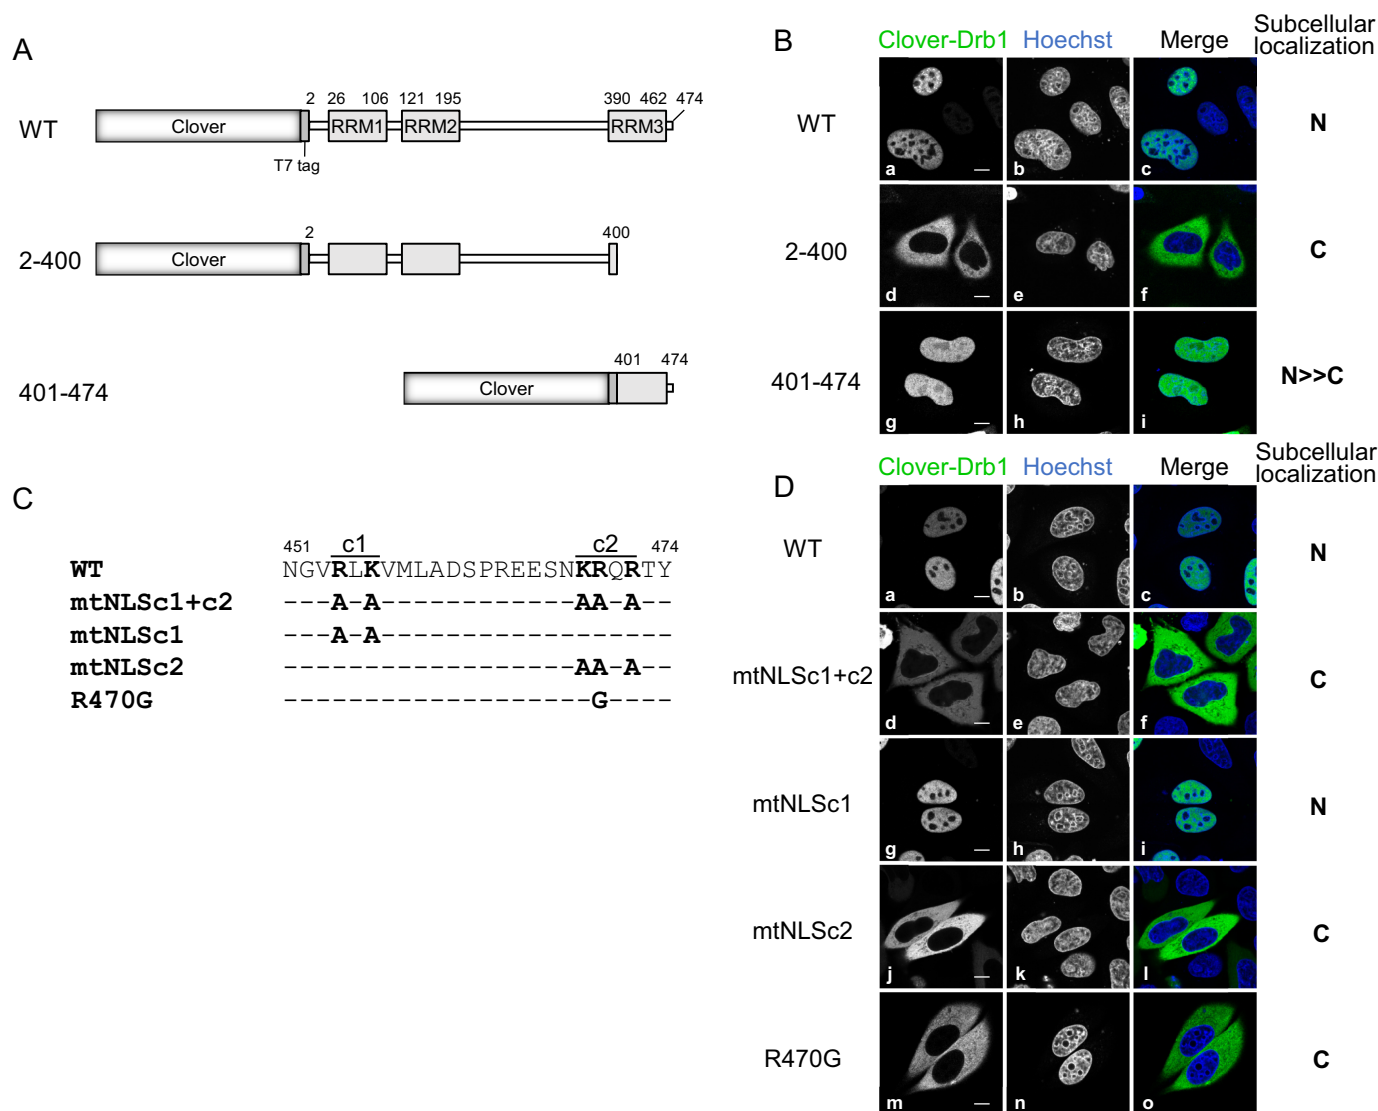 A
WT
2 26 106 121 195 390 462 474
Clover RRM1 RRM2 RRM3
T7 tag
2-400
2 400
Clover
401-474
401 474
Clover
B
Clover-Drb1 Hoechst Merge Subcellular localization
WT
a b c
N
2-400
d e f
C
401-474
g h i
N>>C
C
451 c1 c2 474
WT NGVRLKVMLADSPREESNKRQRTY
mtNLSc1+c2 ---A-A------------AA-A--
mtNLSc1 ---A-A------------------
mtNLSc2 ------------------AA-A--
R470G -------------------G----
D
Clover-Drb1 Hoechst Merge Subcellular localization
WT
a b c
N
mtNLSc1+c2
d e f
C
mtNLSc1
g h i
N
mtNLSc2
j k l
C
R470G
m n o
C